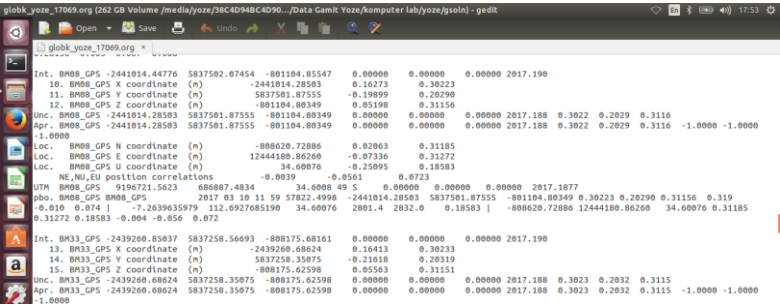 globk_yoze_17069.org (262 GB Volume /media/yoze/38C4D94BC4D90.../Data Gamit Yoze/komputer lab/yoze/gsoln) - gedit En 17:53
Open Save Undo
globk_yoze_17069.org ×
Int. BM08_GPS -2441014.44776 5837502.07454 -801104.85547 0.00000 0.00000 0.00000 2017.190
10. BM08_GPS X coordinate (m) -2441014.28503 0.16273 0.30223
11. BM08_GPS Y coordinate (m) 5837501.87555 -0.19899 0.20290
12. BM08_GPS Z coordinate (m) -801104.80349 0.05198 0.31156
Unc. BM08_GPS -2441014.28503 5837501.87555 -801104.80349 0.00000 0.00000 0.00000 2017.188 0.3022 0.2029 0.3116
Apr. BM08_GPS -2441014.28503 5837501.87555 -801104.80349 0.00000 0.00000 0.00000 2017.188 0.3022 0.2029 0.3116 -1.0000 -1.0000
-1.0000
Loc. BM08_GPS N coordinate (m) -808620.72886 0.02063 0.31185
Loc. BM08_GPS E coordinate (m) 12444180.86260 -0.07336 0.31272
Loc. BM08_GPS U coordinate (m) 34.60076 -0.25095 0.18583
NE,NU,EU position correlations -0.0039 -0.0561 0.0723
UTM BM08_GPS 9196721.5623 686887.4834 34.6008 49 S 0.00000 0.00000 0.00000 2017.1877
pbo. BM08_GPS BM08_GPS 2017 03 10 11 59 57822.4998 -2441014.28503 5837501.87555 -801104.80349 0.30223 0.20290 0.31156 0.319
-0.010 0.074 | -7.2639635979 112.6927685190 34.60076 2801.4 2832.0 0.18583 | -808620.72886 12444180.86260 34.60076 0.31185
0.31272 0.18583 -0.004 -0.056 0.072
Int. BM33_GPS -2439260.85037 5837258.56693 -808175.68161 0.00000 0.00000 0.00000 2017.190
13. BM33_GPS X coordinate (m) -2439260.68624 0.16413 0.30233
14. BM33_GPS Y coordinate (m) 5837258.35075 -0.21618 0.20319
15. BM33_GPS Z coordinate (m) -808175.62598 0.05563 0.31151
Unc. BM33_GPS -2439260.68624 5837258.35075 -808175.62598 0.00000 0.00000 0.00000 2017.188 0.3023 0.2032 0.3115
Apr. BM33_GPS -2439260.68624 5837258.35075 -808175.62598 0.00000 0.00000 0.00000 2017.188 0.3023 0.2032 0.3115 -1.0000 -1.0000
-1.0000